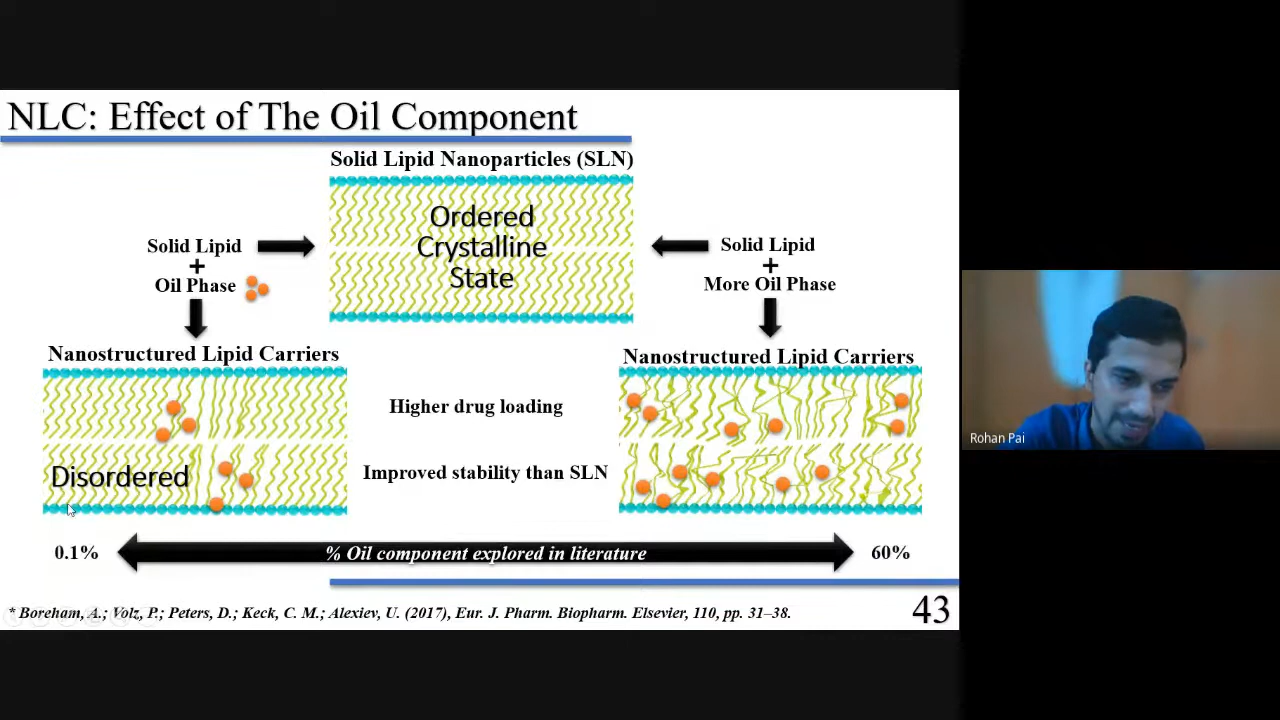 NLC: Effect of The Oil Component
Solid Lipid Nanoparticles (SLN)
Ordered
Crystalline
State
Solid Lipid
+
Oil Phase
Solid Lipid
+
More Oil Phase
Nanostructured Lipid Carriers
Nanostructured Lipid Carriers
Higher drug loading
Disordered
Improved stability than SLN
0.1%
% Oil component explored in literature
60%
* Boreham, A.; Volz, P.; Peters, D.; Keck, C. M.; Alexiev, U. (2017), Eur. J. Pharm. Biopharm. Elsevier, 110, pp. 31–38.
43
Rohan Pai